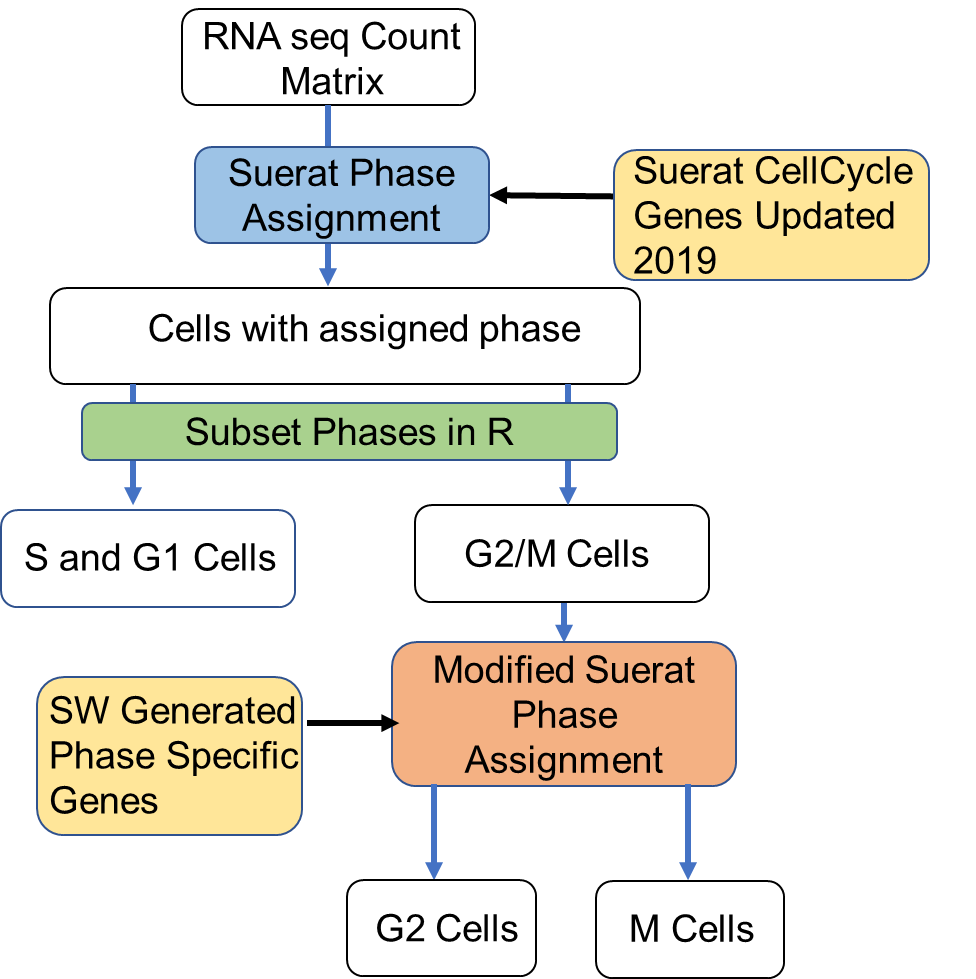 RNA seq Count
Matrix
Suerat Phase
Assignment
Suerat CellCycle
Genes Updated
2019
Cells with assigned phase
Subset Phases in R
S and G1 Cells
G2/M Cells
Modified Suerat
Phase
Assignment
SW Generated
Phase Specific
Genes
G2 Cells
M Cells